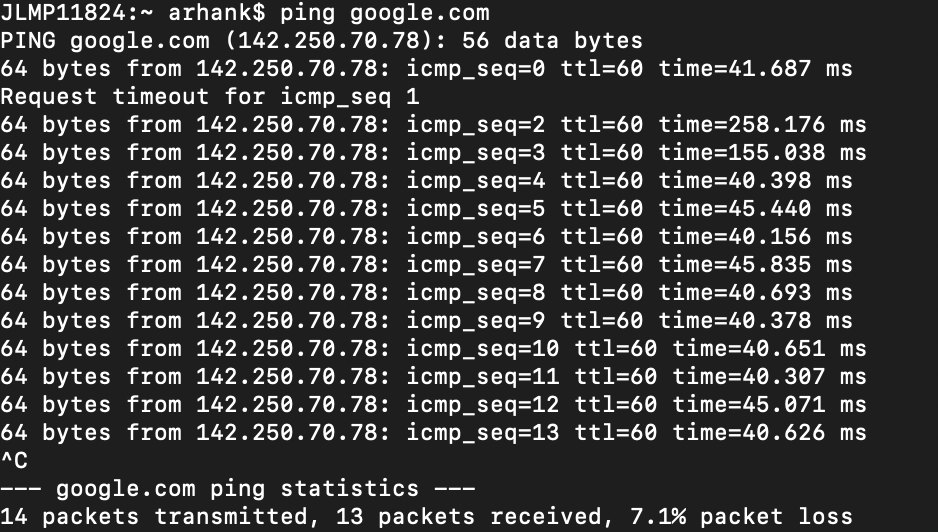 JLMP11824:~ arhank$ ping google.com
PING google.com (142.250.70.78): 56 data bytes
64 bytes from 142.250.70.78: icmp_seq=0 ttl=60 time=41.687 ms
Request timeout for icmp_seq 1
64 bytes from 142.250.70.78: icmp_seq=2 ttl=60 time=258.176 ms
64 bytes from 142.250.70.78: icmp_seq=3 ttl=60 time=155.038 ms
64 bytes from 142.250.70.78: icmp_seq=4 ttl=60 time=40.398 ms
64 bytes from 142.250.70.78: icmp_seq=5 ttl=60 time=45.440 ms
64 bytes from 142.250.70.78: icmp_seq=6 ttl=60 time=40.156 ms
64 bytes from 142.250.70.78: icmp_seq=7 ttl=60 time=45.835 ms
64 bytes from 142.250.70.78: icmp_seq=8 ttl=60 time=40.693 ms
64 bytes from 142.250.70.78: icmp_seq=9 ttl=60 time=40.378 ms
64 bytes from 142.250.70.78: icmp_seq=10 ttl=60 time=40.651 ms
64 bytes from 142.250.70.78: icmp_seq=11 ttl=60 time=40.307 ms
64 bytes from 142.250.70.78: icmp_seq=12 ttl=60 time=45.071 ms
64 bytes from 142.250.70.78: icmp_seq=13 ttl=60 time=40.626 ms
^C
--- google.com ping statistics ---
14 packets transmitted, 13 packets received, 7.1% packet loss